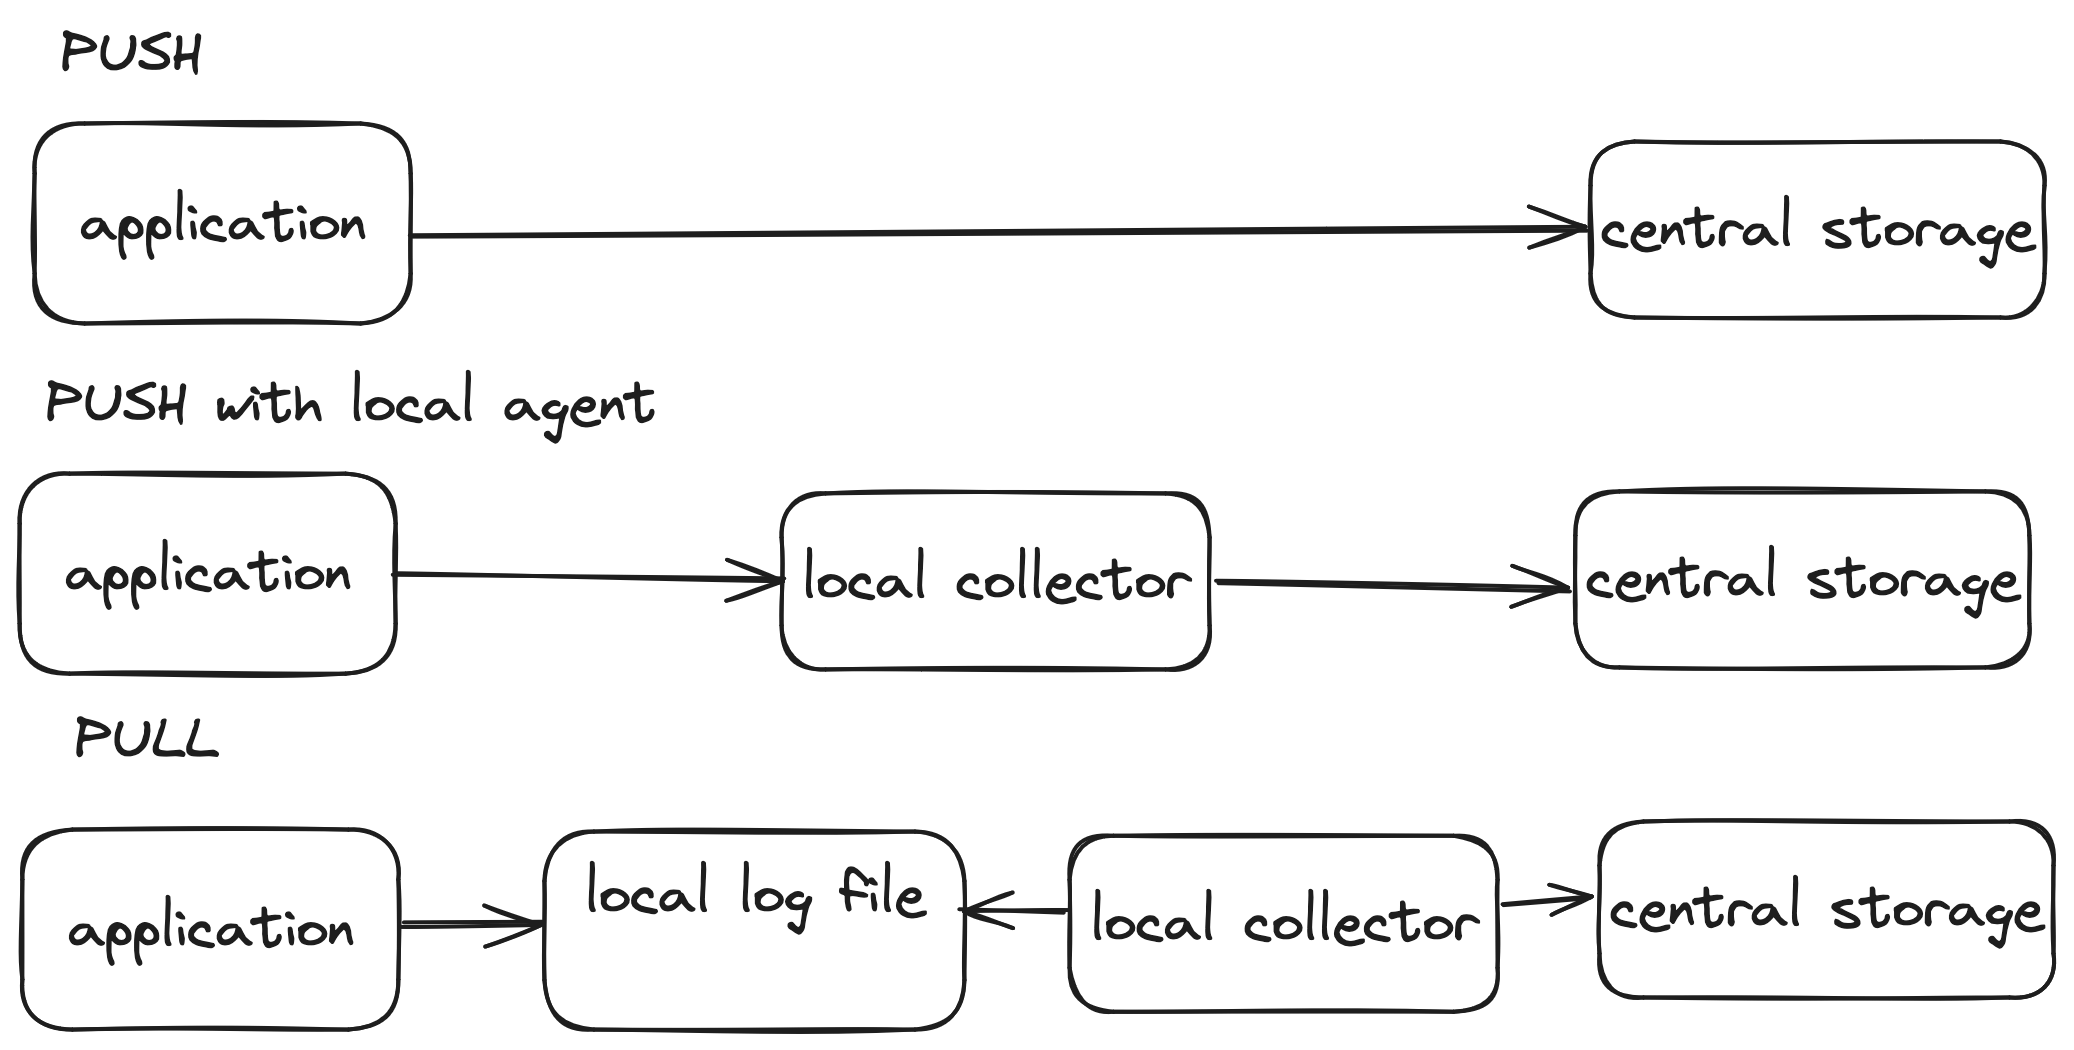 PUSH
application
central storage
PUSH with local agent
application
local collector
central storage
PULL
application
local log file
local collector
central storage